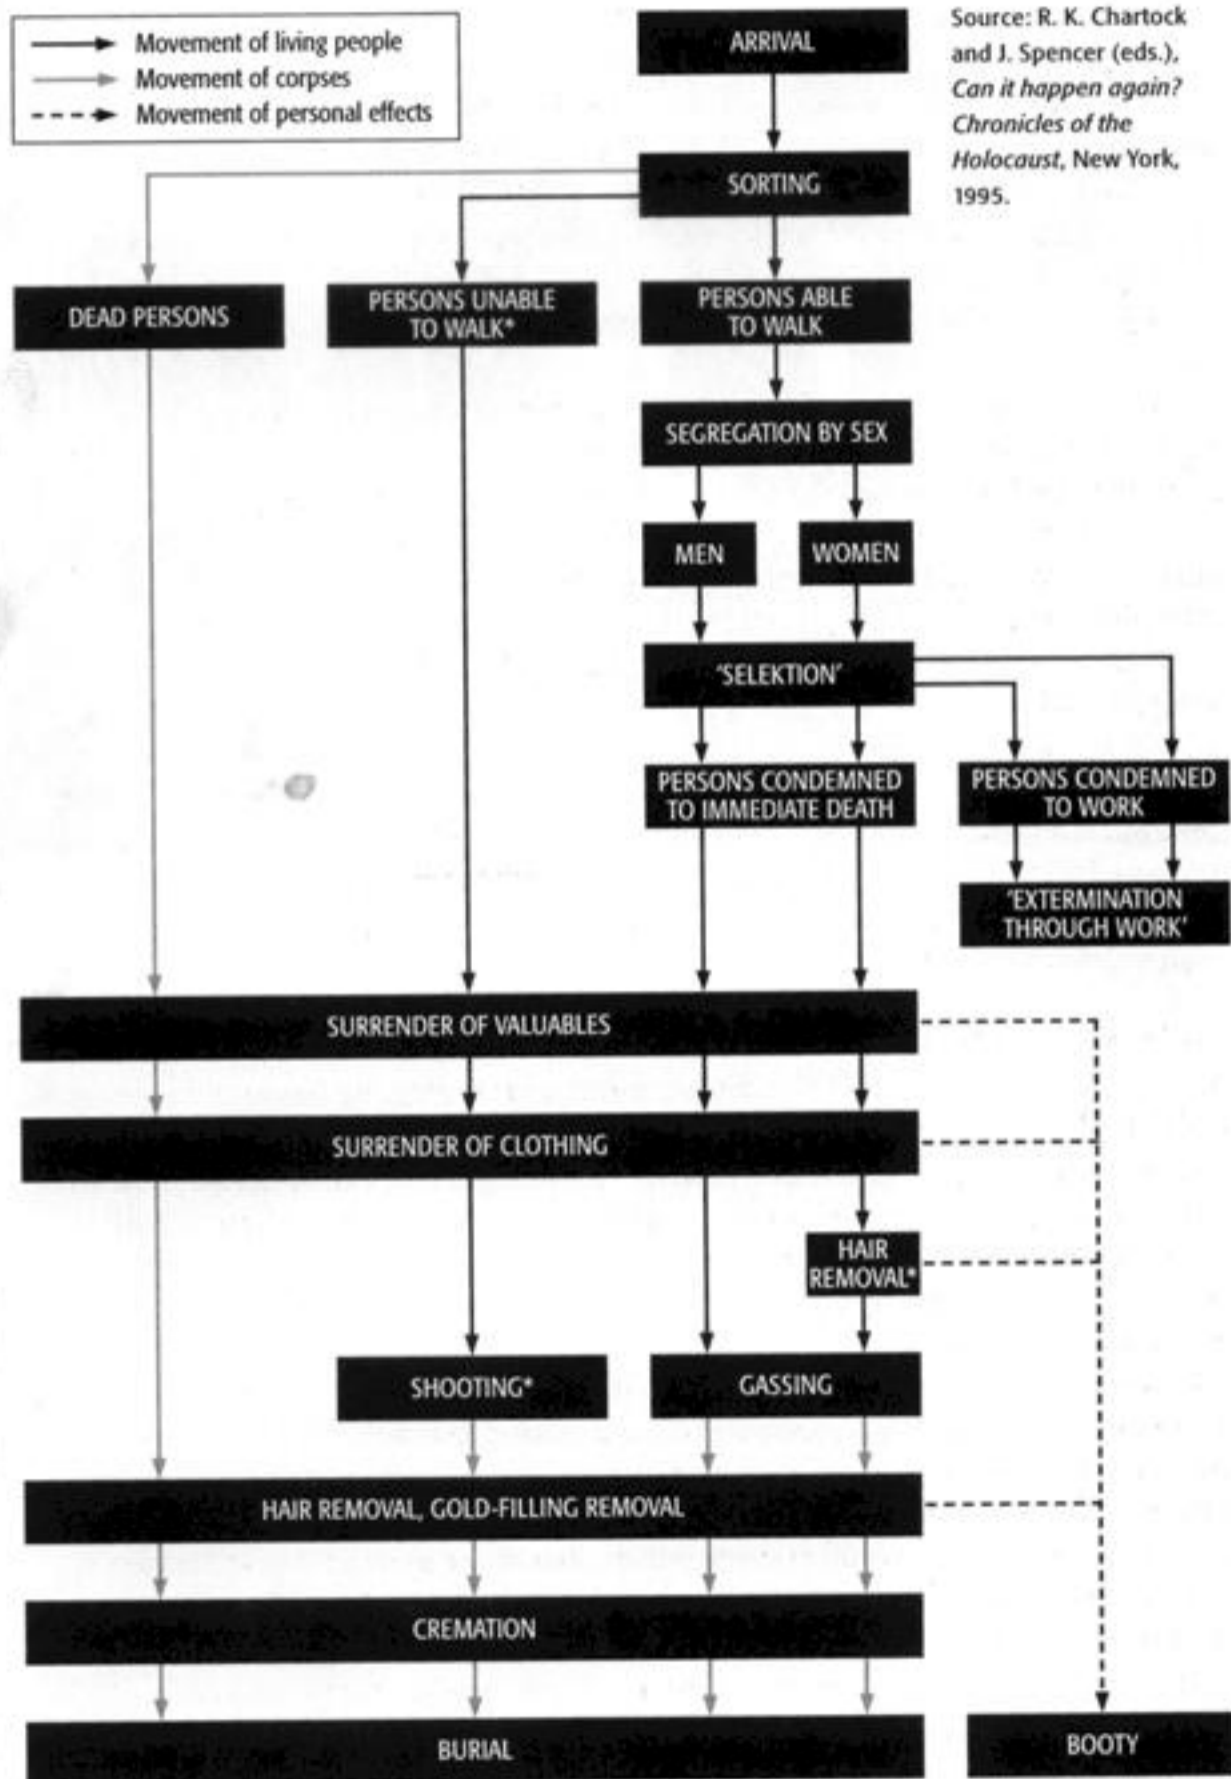 Movement of living people
Movement of corpses
Movement of personal effects
ARRIVAL
Source: R. K. Chartock
and J. Spencer (eds.),
Can it happen again?
Chronicles of the
Holocaust, New York,
1995.
SORTING
DEAD PERSONS
PERSONS UNABLE
TO WALK*
PERSONS ABLE
TO WALK
SEGREGATION BY SEX
MEN
WOMEN
'SELEKTION'
PERSONS CONDEMNED
TO IMMEDIATE DEATH
PERSONS CONDEMNED
TO WORK
'EXTERMINATION
THROUGH WORK'
SURRENDER OF VALUABLES
SURRENDER OF CLOTHING
HAIR
REMOVAL*
SHOOTING*
GASSING
HAIR REMOVAL, GOLD-FILLING REMOVAL
CREMATION
BURIAL
BOOTY